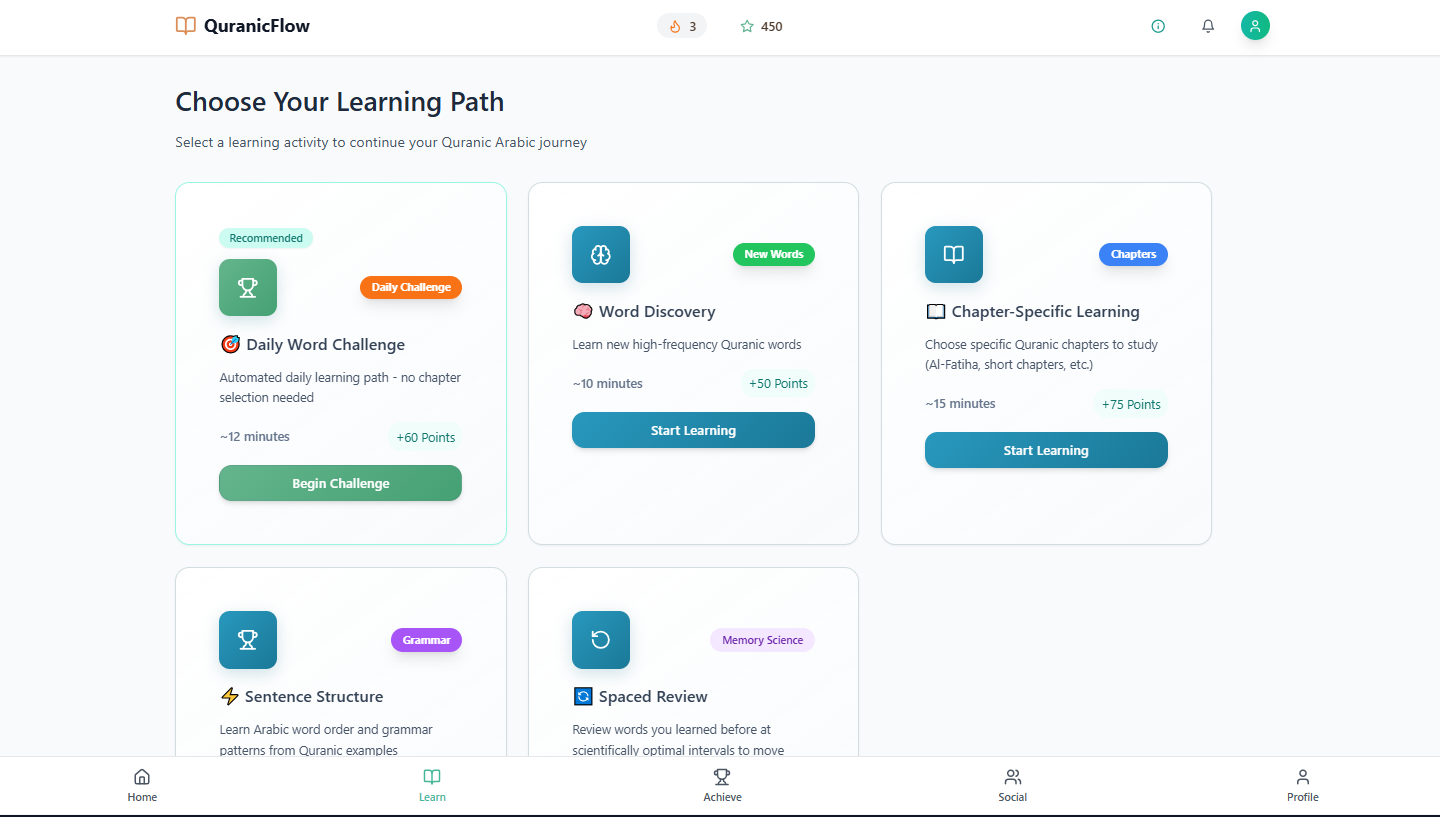 QuranicFlow
3
450
Choose Your Learning Path
Select a learning activity to continue your Quranic Arabic journey
Recommended
Daily Challenge
🎯 Daily Word Challenge
Automated daily learning path - no chapter
selection needed
~12 minutes
+60 Points
Begin Challenge
New Words
🧠 Word Discovery
Learn new high-frequency Quranic words
~10 minutes
+50 Points
Start Learning
Chapters
📖 Chapter-Specific Learning
Choose specific Quranic chapters to study
(Al-Fatiha, short chapters, etc.)
~15 minutes
+75 Points
Start Learning
Grammar
⚡ Sentence Structure
Learn Arabic word order and grammar
patterns from Quranic examples
Memory Science
🔄 Spaced Review
Review words you learned before at
scientifically optimal intervals to move
Home
Learn
Achieve
Social
Profile